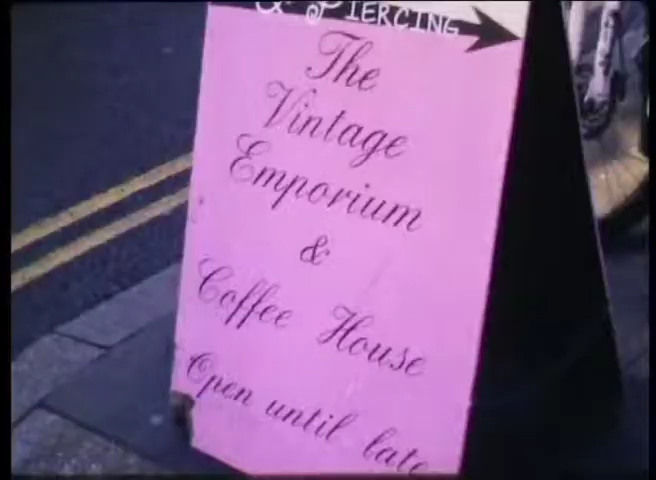 & PIERCING
The
Vintage
Emporium
&
Coffee House
Open until late